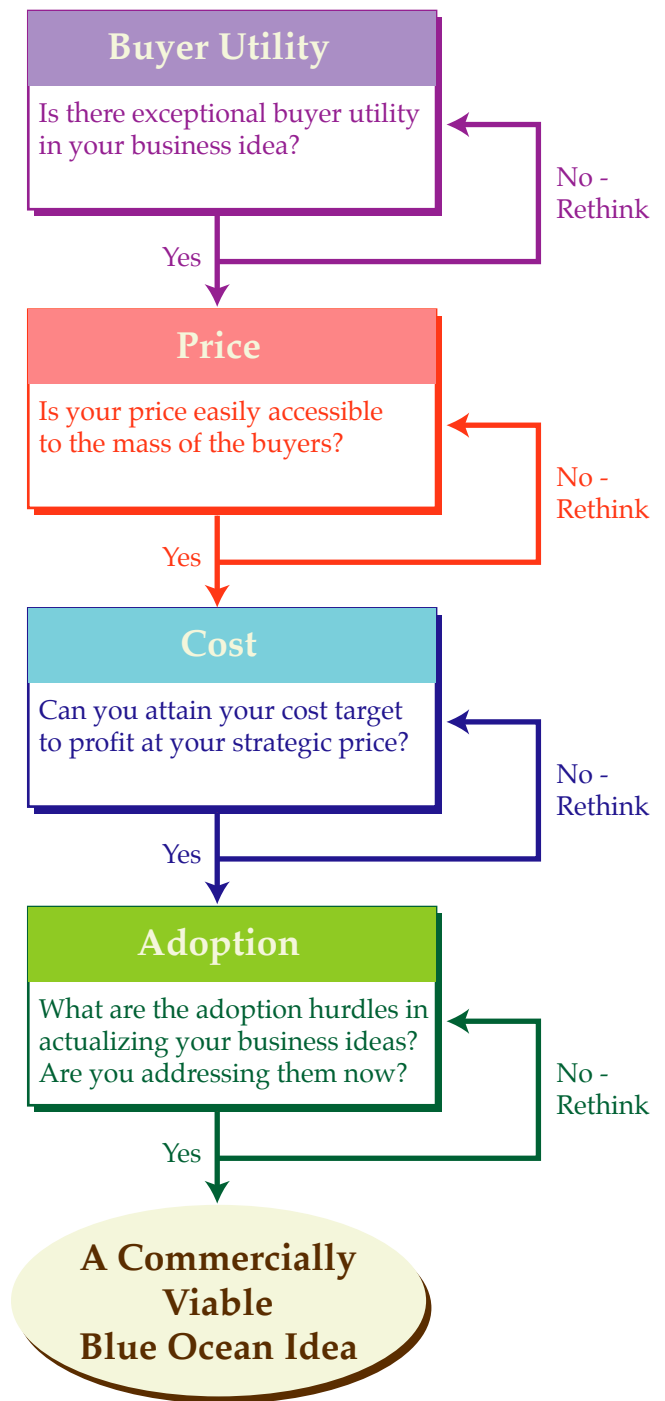 Buyer Utility
Is there exceptional buyer utility
in your business idea?
No -
Rethink
Yes
Price
Is your price easily accessible
to the mass of the buyers?
No -
Rethink
Yes
Cost
Can you attain your cost target
to profit at your strategic price?
No -
Rethink
Yes
Adoption
What are the adoption hurdles in
actualizing your business ideas?
Are you addressing them now?
No -
Rethink
Yes
A Commercially
Viable
Blue Ocean Idea